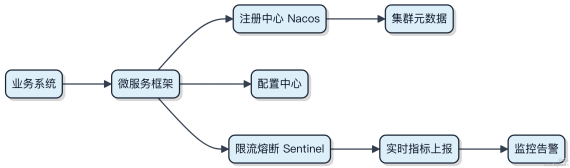 注册中心 Nacos
集群元数据
业务系统
微服务框架
配置中心
限流熔断 Sentinel
实时指标上报
监控告警